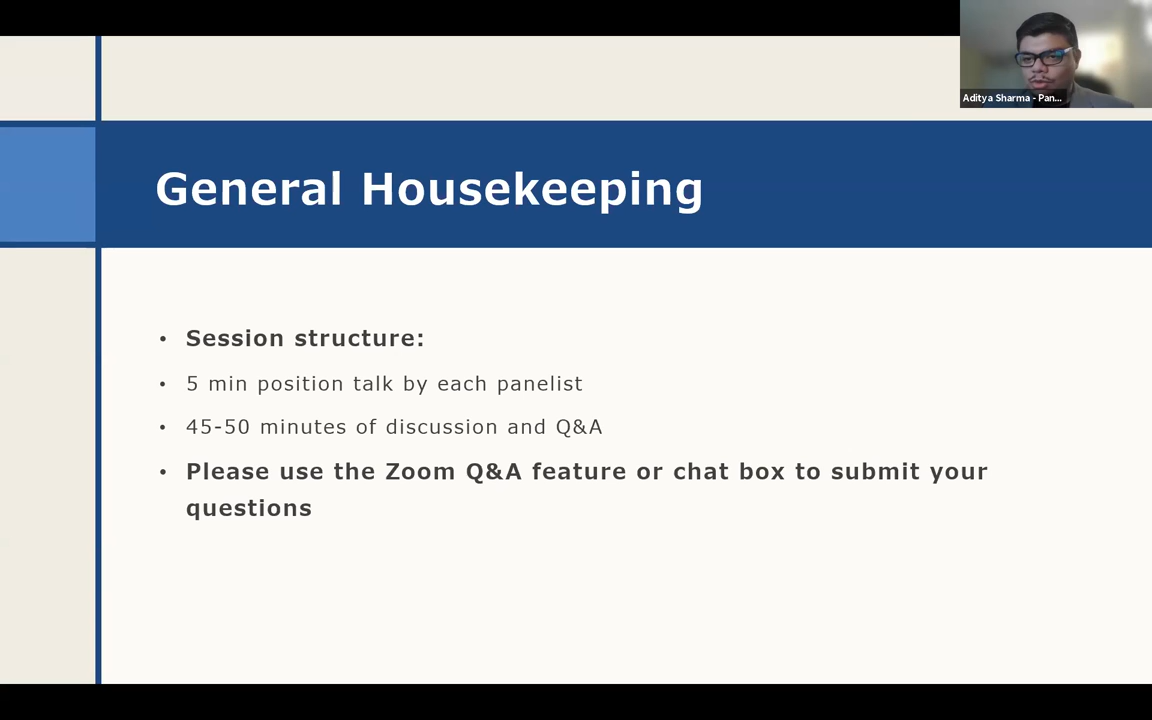 Aditya Sharma - Pan...
General Housekeeping
• Session structure:
• 5 min position talk by each panelist
• 45-50 minutes of discussion and Q&A
• Please use the Zoom Q&A feature or chat box to submit your
questions